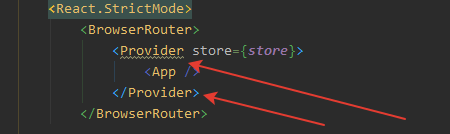 <React.StrictMode>
<BrowserRouter>
<Provider store={store}>
<App />
</Provider>
</BrowserRouter>